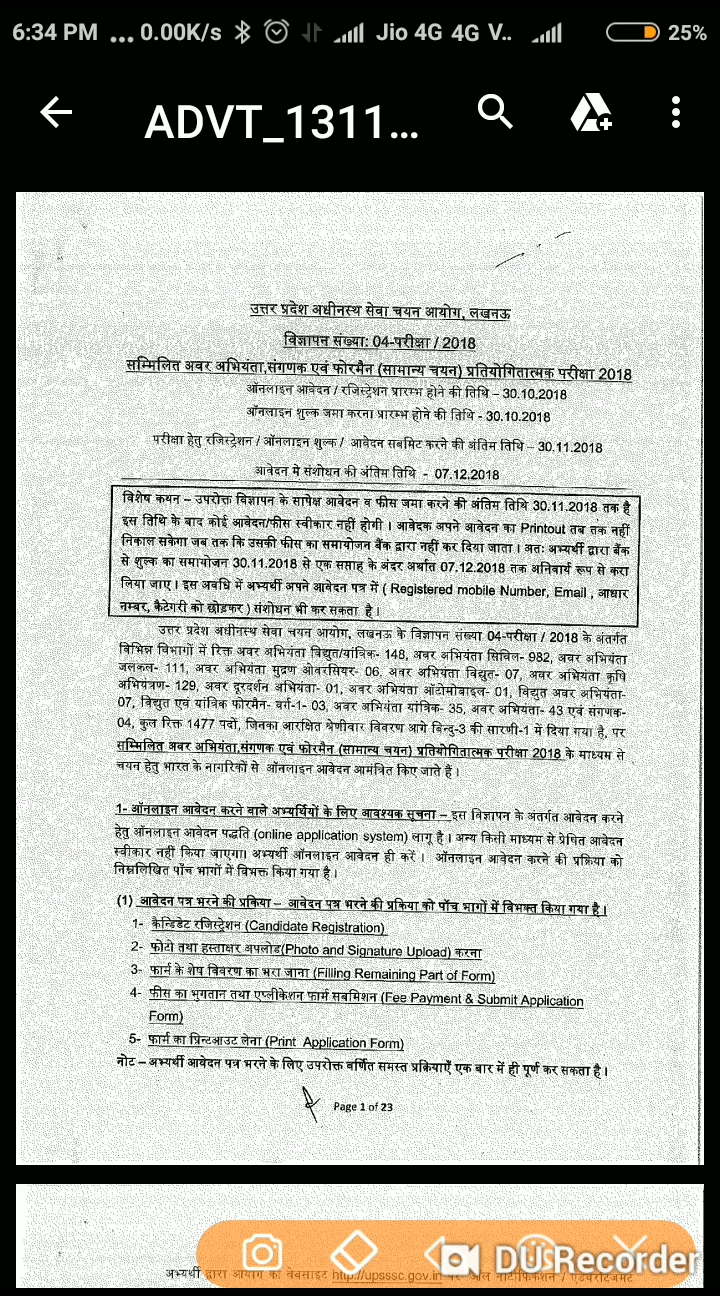 6:34 PM ... 0.00K/s Jio 4G 4G V.. 25%
ADVT_1311...
उत्तर प्रदेश अधीनस्थ सेवा चयन आयोग, लखनऊ
विज्ञापन संख्या: 04-परीक्षा / 2018
सम्मिलित अवर अभियंता,संगणक एवं फोरमैन (सामान्य चयन) प्रतियोगितात्मक परीक्षा 2018
ऑनलाइन आवेदन / रजिस्ट्रेशन प्रारम्भ होने की तिथि – 30.10.2018
ऑनलाइन शुल्क जमा करना प्रारम्भ होने की तिथि - 30.10.2018
परीक्षा हेतु रजिस्ट्रेशन / ऑनलाइन शुल्क / आवेदन सबमिट करने की अंतिम तिथि – 30.11.2018
आवेदन में संशोधन की अंतिम तिथि - 07.12.2018
विशेष कथन – उपरोक्त विज्ञापन के सापेक्ष आवेदन व फीस जमा करने की अंतिम तिथि 30.11.2018 तक है
इस तिथि के बाद कोई आवेदन/फीस स्वीकार नहीं होगी । आवेदक अपने आवेदन का Printout तब तक नहीं
निकाल सकेगा जब तक कि उसकी फीस का समायोजन बैंक द्वारा नहीं कर दिया जाता । अतः अभ्यर्थी द्वारा बैंक
से शुल्क का समायोजन 30.11.2018 से एक सप्ताह के अंदर अर्थात 07.12.2018 तक अनिवार्य रूप से करा
लिया जाए । इस अवधि में अभ्यर्थी अपने आवेदन पत्र में ( Registered mobile Number, Email , आधार
नम्बर, कैटेगरी को छोड़कर ) संशोधन भी कर सकता है ।
उत्तर प्रदेश अधीनस्थ सेवा चयन आयोग, लखनऊ के विज्ञापन संख्या 04-परीक्षा / 2018 के अंतर्गत
विभिन्न विभागों में रिक्त अवर अभियंता विद्युत/यांत्रिक- 148, अवर अभियंता सिविल- 982, अवर अभियंता
जलकल- 111, अवर अभियंता मुद्रण ओवरसियर- 06, अवर अभियंता विद्युत- 07, अवर अभियंता कृषि
अभियंत्रण- 129, अवर दूरदर्शन अभियंता- 01, अवर अभियंता ऑटोमोबाइल- 01, विद्युत अवर अभियंता-
07, विद्युत एवं यांत्रिक फोरमैन- वर्ग-1- 03, अवर अभियंता यांत्रिक- 35, अवर अभियंता- 43 एवं संगणक-
04, कुल रिक्त 1477 पदों, जिनका आरक्षित श्रेणीवार विवरण आगे बिन्दु-3 की सारणी-1 में दिया गया है, पर
सम्मिलित अवर अभियंता,संगणक एवं फोरमैन (सामान्य चयन) प्रतियोगितात्मक परीक्षा 2018 के माध्यम से
चयन हेतु भारत के नागरिकों से ऑनलाइन आवेदन आमंत्रित किए जाते हैं ।
1- ऑनलाइन आवेदन करने वाले अभ्यर्थियों के लिए आवश्यक सूचना – इस विज्ञापन के अंतर्गत आवेदन करने
हेतु ऑनलाइन आवेदन पद्धति (online application system) लागू है । अन्य किसी माध्यम से प्रेषित आवेदन
स्वीकार नहीं किया जाएगा। अभ्यर्थी ऑनलाइन आवेदन ही करें । ऑनलाइन आवेदन करने की प्रक्रिया को
निम्नलिखित पाँच भागों में विभक्त किया गया है।
(1) आवेदन पत्र भरने की प्रकिया – आवेदन पत्र भरने की प्रकिया को पाँच भागों में विभक्त किया गया है।
1- कैन्डिडेट रजिस्ट्रेशन (Candidate Registration)
2- फोटो तथा हस्ताक्षर अपलोड(Photo and Signature Upload) करना
3- फार्म के शेष विवरण का भरा जाना (Filling Remaining Part of Form)
4- फीस का भुगतान तथा एप्लीकेशन फार्म सबमिशन (Fee Payment & Submit Application
Form)
5- फार्म का प्रिन्टआउट लेना (Print Application Form)
नोट – अभ्यर्थी आवेदन पत्र भरने के लिए उपरोक्त वर्णित समस्त प्रकियाएँ एक बार में ही पूर्ण कर सकता है।
Page 1 of 23
DU Recorder
अभ्यर्थी द्वारा आयोग की वेबसाइट http://upsssc.gov.in पर